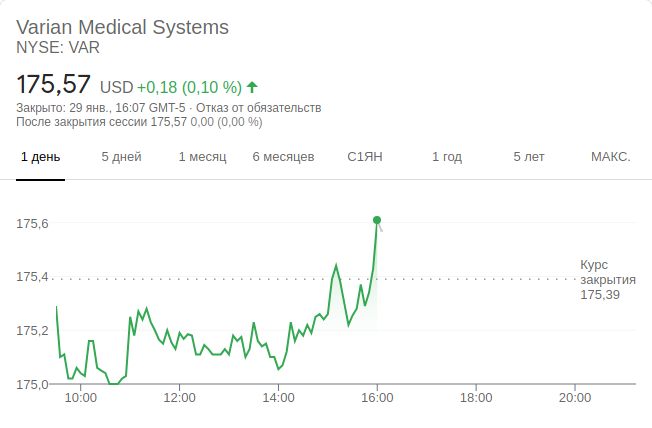 Varian Medical Systems
NYSE: VAR
175,57 USD +0,18 (0,10 %)
Закрыто: 29 янв., 16:07 GMT-5 · Отказ от обязательств
После закрытия сессии 175,57 0,00 (0,00 %)
1 день 5 дней 1 месяц 6 месяцев С1ЯН 1 год 5 лет МАКС.
175,6
175,4
Курс
закрытия
175,39
175,2
175,0
10:00 12:00 14:00 16:00 18:00 20:00